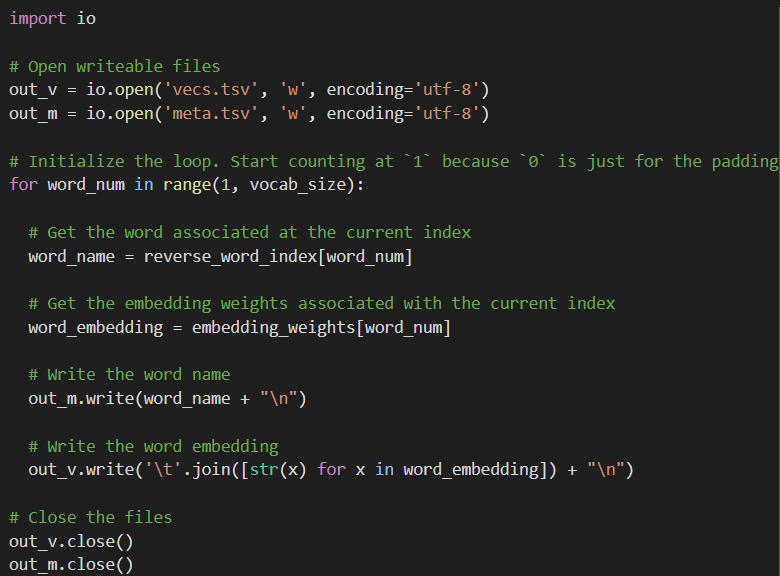 import io
# Open writeable files
out_v = io.open('vecs.tsv', 'w', encoding='utf-8')
out_m = io.open('meta.tsv', 'w', encoding='utf-8')
# Initialize the loop. Start counting at `1` because `0` is just for the padding
for word_num in range(1, vocab_size):
  # Get the word associated at the current index
  word_name = reverse_word_index[word_num]
  # Get the embedding weights associated with the current index
  word_embedding = embedding_weights[word_num]
  # Write the word name
  out_m.write(word_name + "\n")
  # Write the word embedding
  out_v.write('\t'.join([str(x) for x in word_embedding]) + "\n")
# Close the files
out_v.close()
out_m.close()